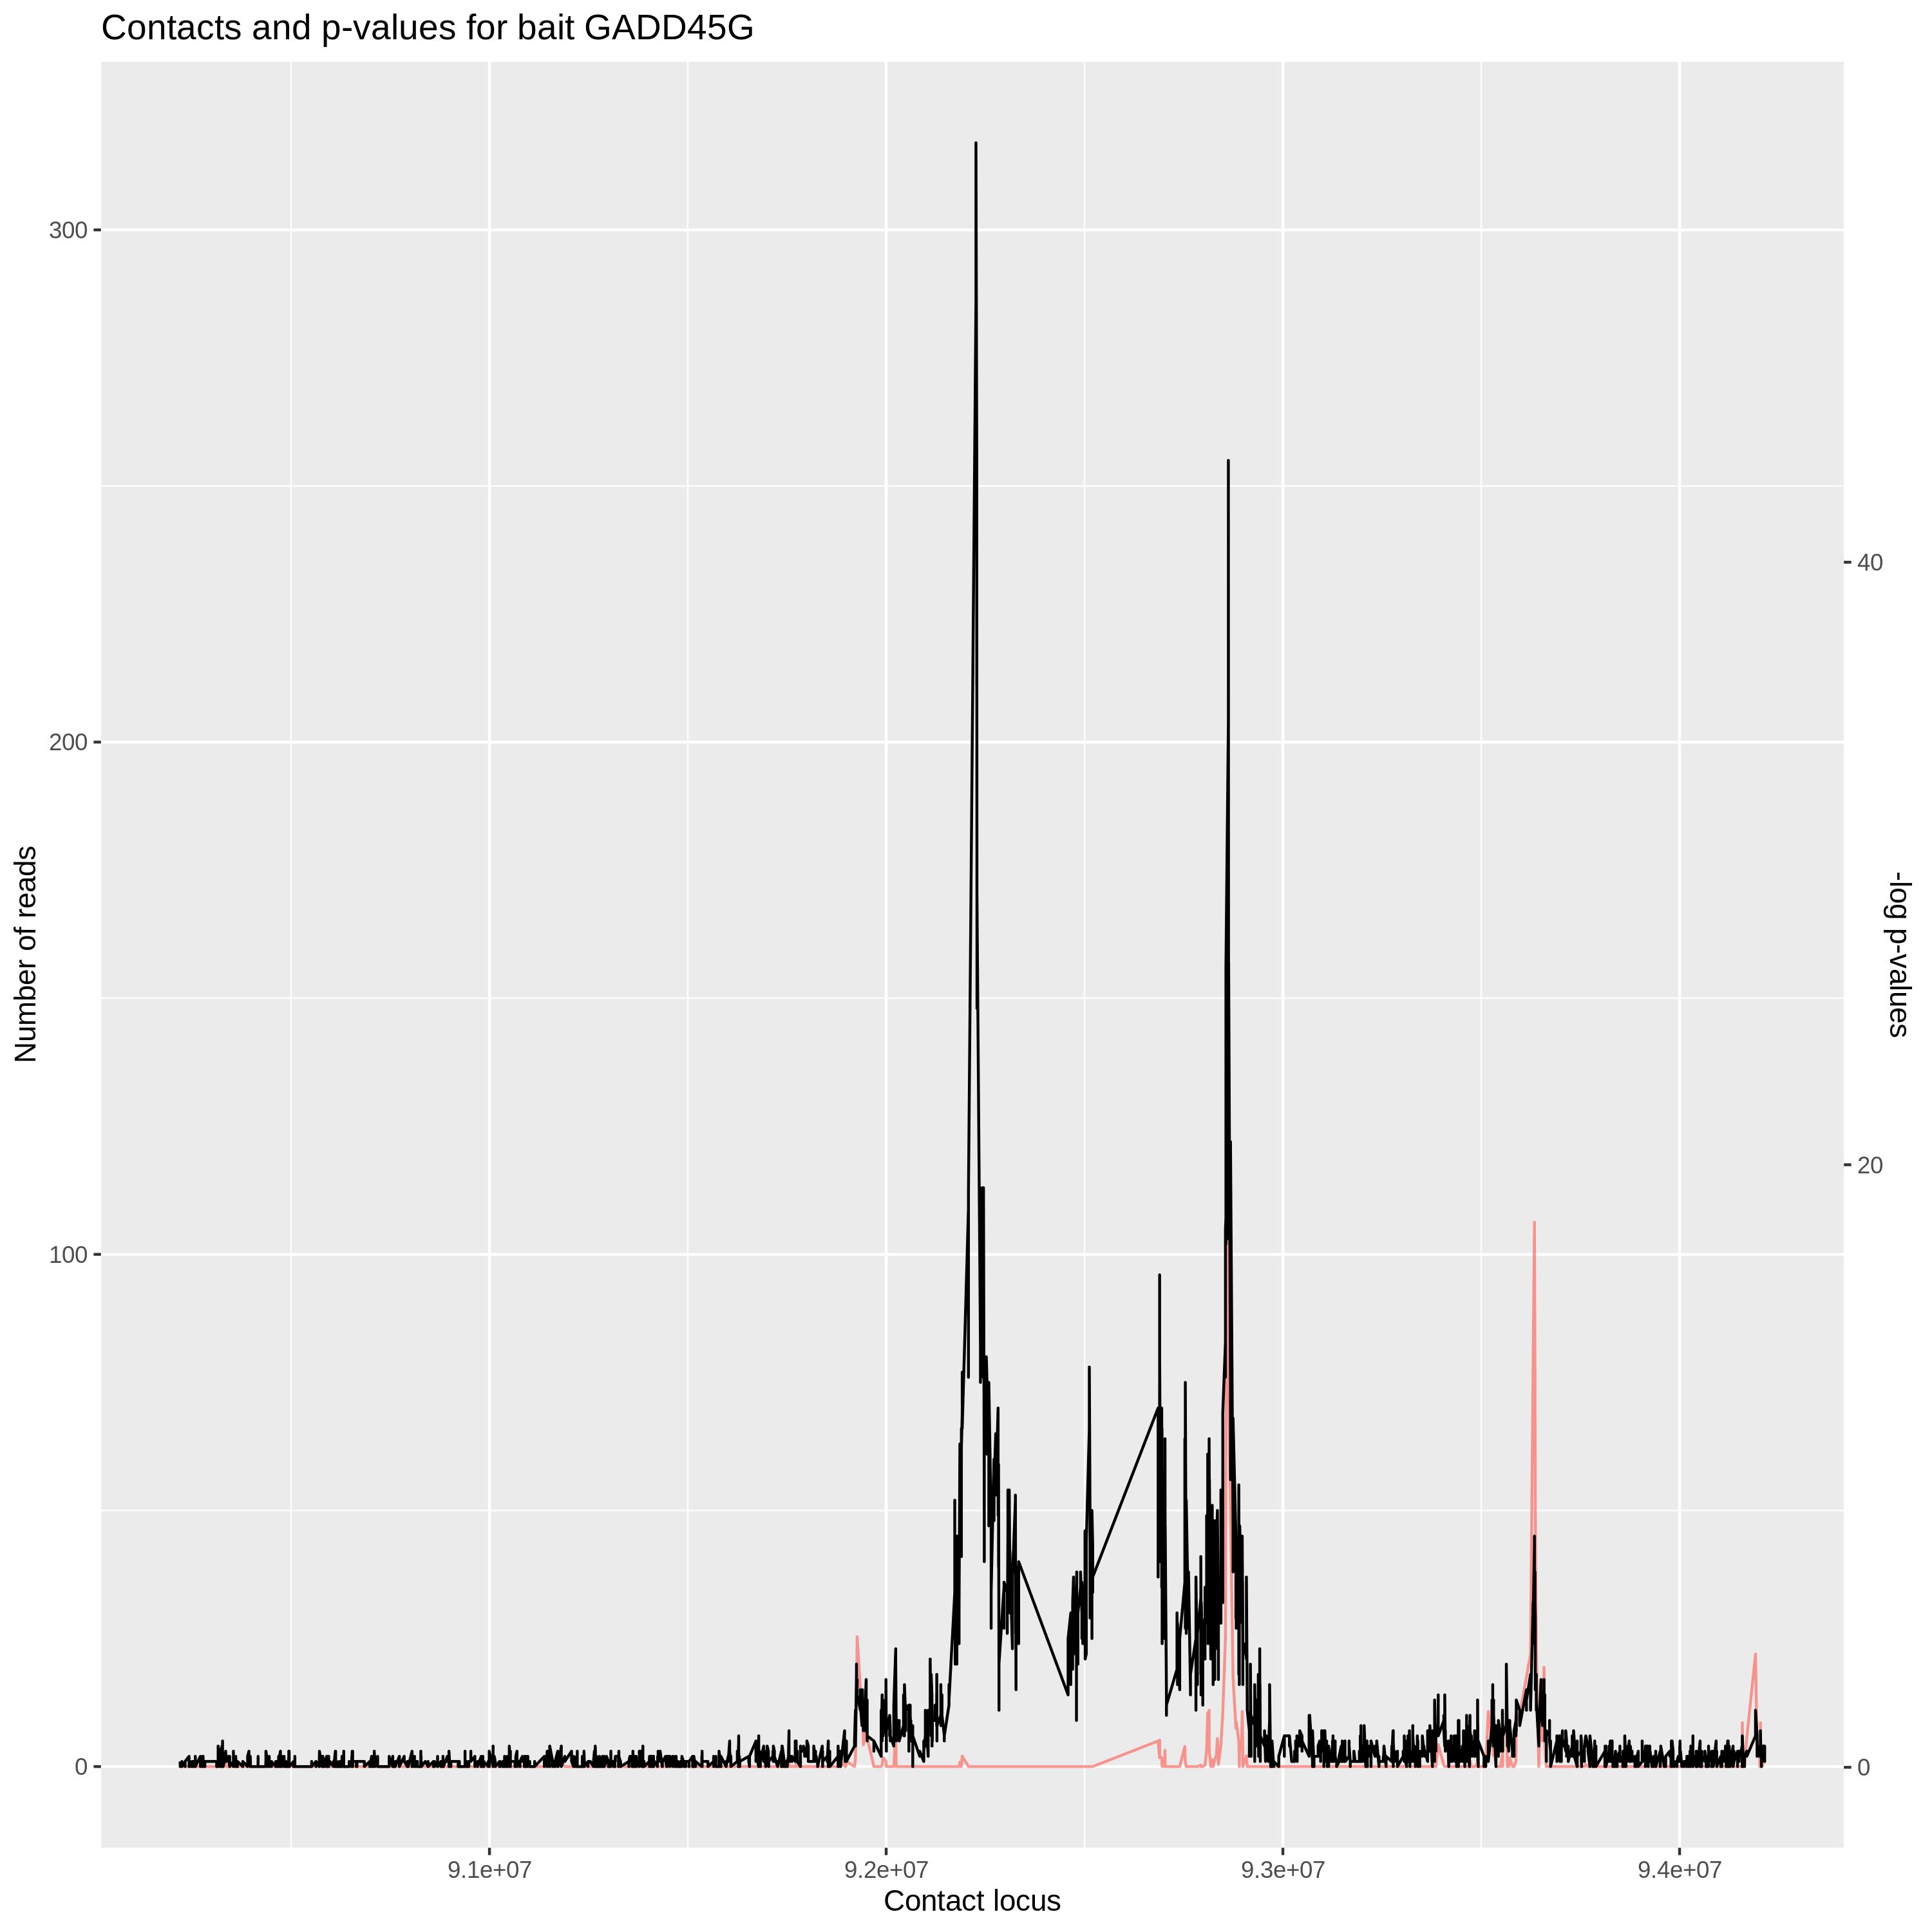 Contacts and p-values for bait GADD45G
300
200
100
0
Number of reads
40
20
0
-log p-values
9.1e+07 9.2e+07 9.3e+07 9.4e+07
Contact locus